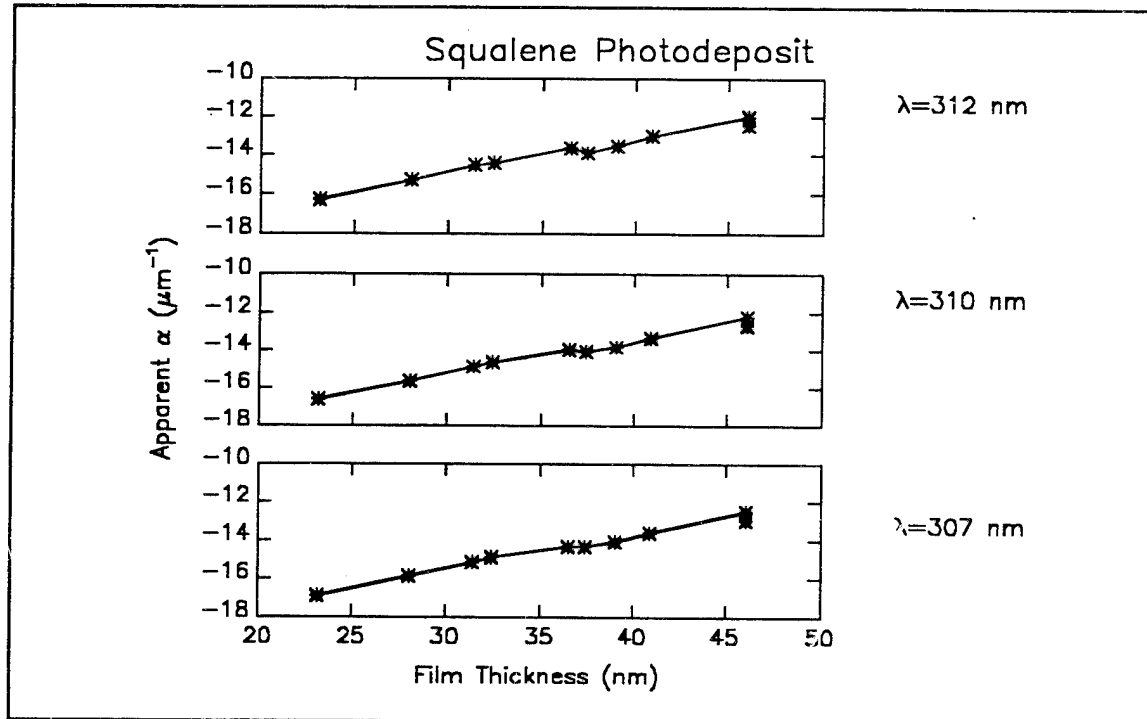 Squalene Photodeposit
−10
−12
−14
−16
−18
λ=312 nm
−10
−12
−14
−16
−18
λ=310 nm
−10
−12
−14
−16
−18
λ=307 nm
20 25 30 35 40 45 50
Film Thickness (nm)
Apparent α (μm⁻¹)